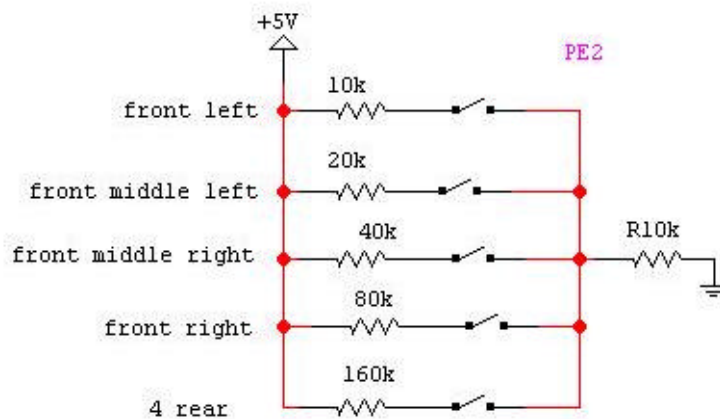 +5V
PE2
10k
front left
20k
front middle left
40k
R10k
front middle right
80k
front right
160k
4 rear